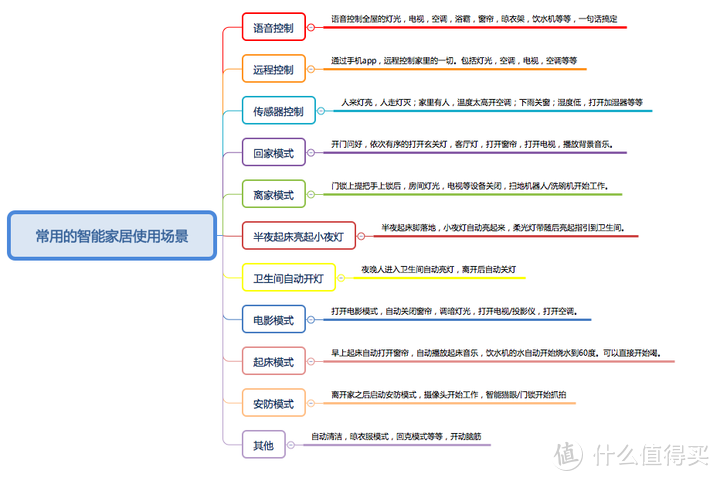 常用的智能家居使用场景
语音控制
语音控制全屋的灯光，电视，空调，浴霸，窗帘，晾衣架，饮水机等等，一句话搞定
远程控制
通过手机app，远程控制家里的一切。包括灯光，空调，电视，空调等等
传感器控制
人来灯亮，人走灯灭；家里有人，温度太高开空调；下雨关窗；湿度低，打开加湿器等等
回家模式
开门问好，依次有序的打开玄关灯，客厅灯，打开窗帘，打开电视，播放背景音乐。
离家模式
门锁上提把手上锁后，房间灯光，电视等设备关闭，扫地机器人/洗碗机开始工作。
半夜起床亮起小夜灯
半夜起床脚落地，小夜灯自动亮起来，柔光灯带随后亮起指引到卫生间。
卫生间自动开灯
夜晚人进入卫生间自动亮灯，离开后自动关灯
电影模式
打开电影模式，自动关闭窗帘，调暗灯光，打开电视/投影仪，打开空调。
起床模式
早上起床自动打开窗帘，自动播放起床音乐，饮水机的水自动开始烧水到60度。可以直接开始喝。
安防模式
离开家之后启动安防模式，摄像头开始工作，智能猫眼/门锁开始抓拍
其他
自动清洁，晾衣服模式，回克模式等等，开动脑筋
值 什么值得买